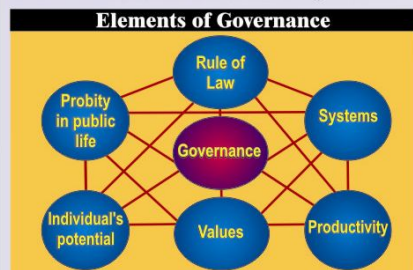 Elements of Governance
Rule of
Law
Probity
in public
life
Systems
Governance
Individual's
potential
Values
Productivity